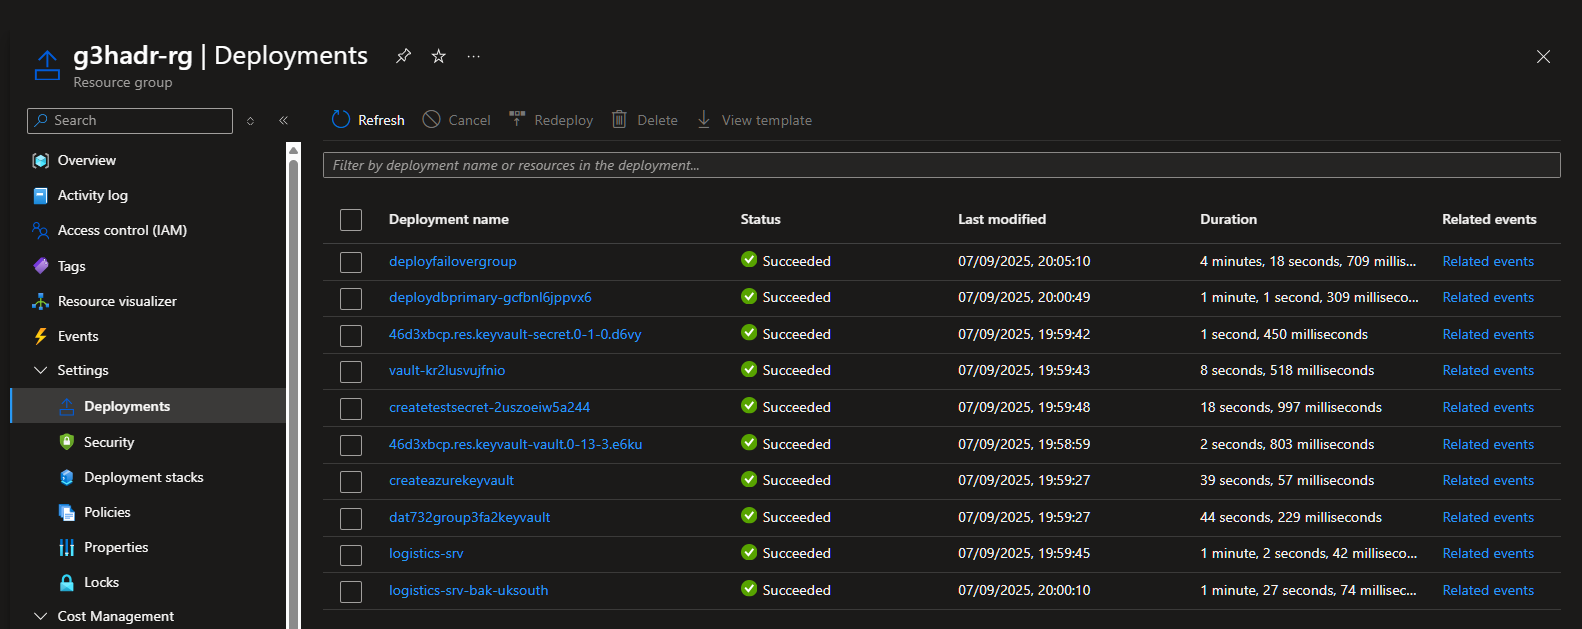 g3hadr-rg | Deployments ...
Resource group
Search
Refresh Cancel Redeploy Delete View template
Overview
Activity log
Access control (IAM)
Tags
Resource visualizer
Events
Settings
Deployments
Security
Deployment stacks
Policies
Properties
Locks
Cost Management
Filter by deployment name or resources in the deployment...
Deployment name Status Last modified Duration Related events
deployfailovergroup Succeeded 07/09/2025, 20:05:10 4 minutes, 18 seconds, 709 millis... Related events
deploydbprimary-gcfbnl6jppvx6 Succeeded 07/09/2025, 20:00:49 1 minute, 1 second, 309 milliseco... Related events
46d3xbcp.res.keyvault-secret.0-1-0.d6vy Succeeded 07/09/2025, 19:59:42 1 second, 450 milliseconds Related events
vault-kr2lusvujfnio Succeeded 07/09/2025, 19:59:43 8 seconds, 518 milliseconds Related events
createtestsecret-2uszoeiw5a244 Succeeded 07/09/2025, 19:59:48 18 seconds, 997 milliseconds Related events
46d3xbcp.res.keyvault-vault.0-13-3.e6ku Succeeded 07/09/2025, 19:58:59 2 seconds, 803 milliseconds Related events
createazurekeyvault Succeeded 07/09/2025, 19:59:27 39 seconds, 57 milliseconds Related events
dat732group3fa2keyvault Succeeded 07/09/2025, 19:59:27 44 seconds, 229 milliseconds Related events
logistics-srv Succeeded 07/09/2025, 19:59:45 1 minute, 2 seconds, 42 milliseco... Related events
logistics-srv-bak-uksouth Succeeded 07/09/2025, 20:00:10 1 minute, 27 seconds, 74 millisec... Related events